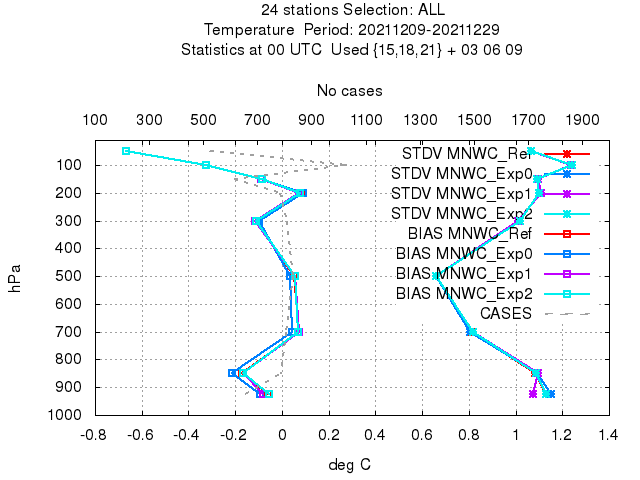 24 stations Selection: ALL
Temperature Period: 20211209-20211229
Statistics at 00 UTC Used {15,18,21} + 03 06 09
No cases
100 300 500 700 900 1100 1300 1500 1700 1900
STDV MNWC_Ref
STDV MNWC_Exp0
STDV MNWC_Exp1
STDV MNWC_Exp2
BIAS MNWC_Ref
BIAS MNWC_Exp0
BIAS MNWC_Exp1
BIAS MNWC_Exp2
CASES
100
200
300
400
500
600
700
800
900
1000
hPa
-0.8 -0.6 -0.4 -0.2 0 0.2 0.4 0.6 0.8 1 1.2 1.4
deg C